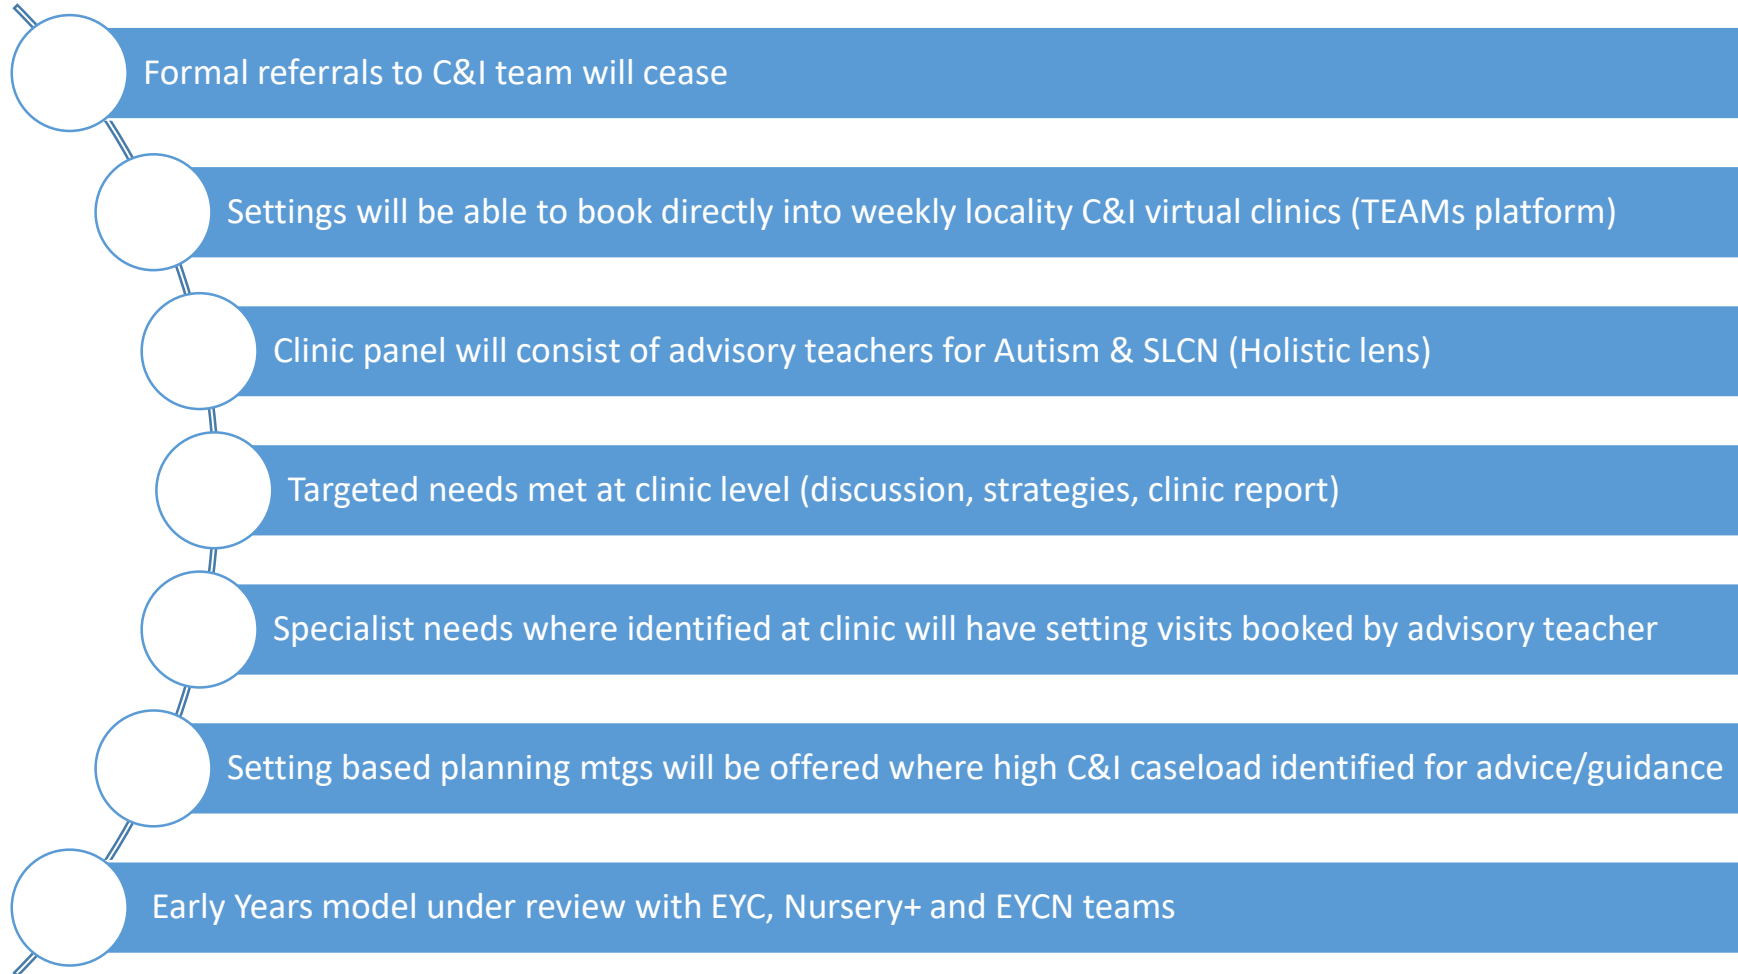 Formal referrals to C&I team will cease
Settings will be able to book directly into weekly locality C&I virtual clinics (TEAMs platform)
Clinic panel will consist of advisory teachers for Autism & SLCN (Holistic lens)
Targeted needs met at clinic level (discussion, strategies, clinic report)
Specialist needs where identified at clinic will have setting visits booked by advisory teacher
Setting based planning mtgs will be offered where high C&I caseload identified for advice/guidance
Early Years model under review with EYC, Nursery+ and EYCN teams